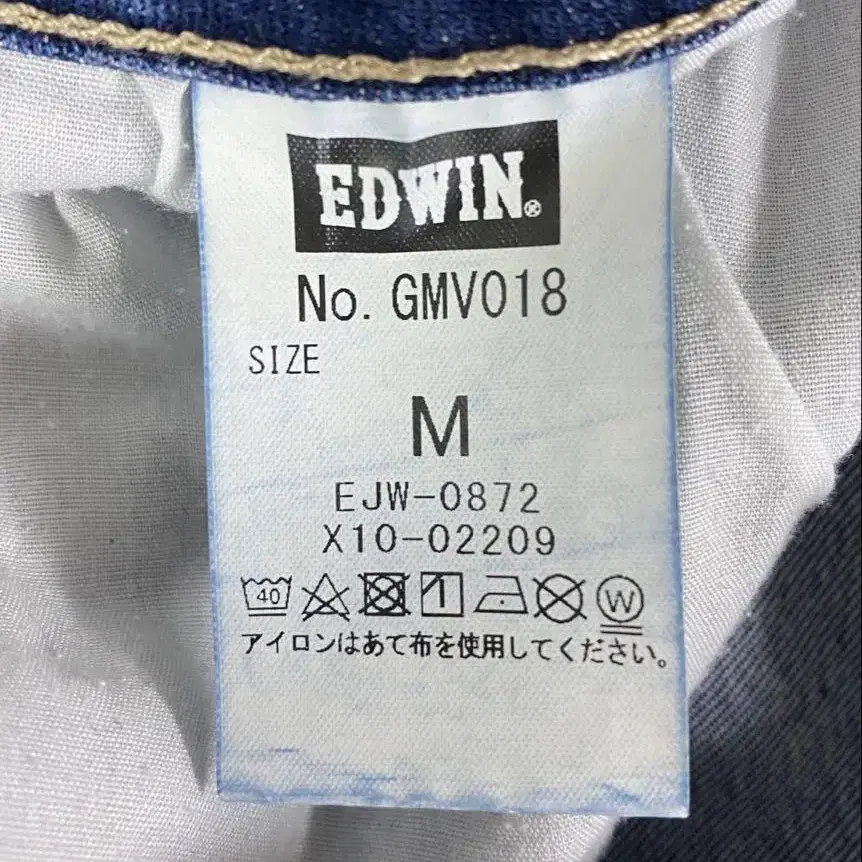 EDWIN®
No. GMV018
SIZE
M
EJW-0872
X10-02209
40 W
アイロンはあて布を使用してください。